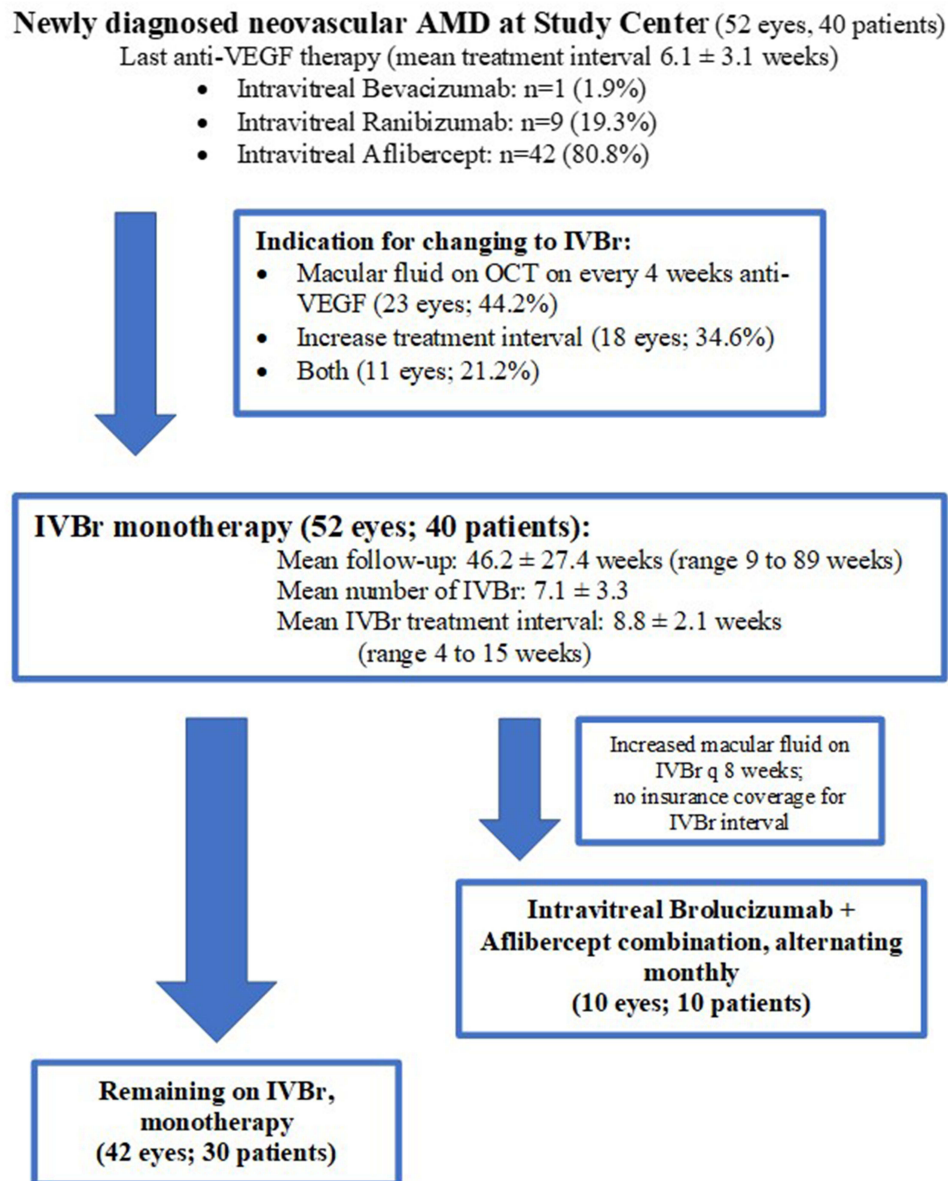 Newly diagnosed neovascular AMD at Study Center (52 eyes, 40 patients)
Last anti-VEGF therapy (mean treatment interval 6.1 ± 3.1 weeks)
• Intravitreal Bevacizumab: n=1 (1.9%)
• Intravitreal Ranibizumab: n=9 (19.3%)
• Intravitreal Aflibercept: n=42 (80.8%)
Indication for changing to IVBr:
• Macular fluid on OCT on every 4 weeks anti-
VEGF (23 eyes; 44.2%)
• Increase treatment interval (18 eyes; 34.6%)
• Both (11 eyes; 21.2%)
IVBr monotherapy (52 eyes; 40 patients):
Mean follow-up: 46.2 ± 27.4 weeks (range 9 to 89 weeks)
Mean number of IVBr: 7.1 ± 3.3
Mean IVBr treatment interval: 8.8 ± 2.1 weeks
(range 4 to 15 weeks)
Increased macular fluid on
IVBr q 8 weeks;
no insurance coverage for
IVBr interval
Intravitreal Brolucizumab +
Aflibercept combination, alternating
monthly
(10 eyes; 10 patients)
Remaining on IVBr,
monotherapy
(42 eyes; 30 patients)